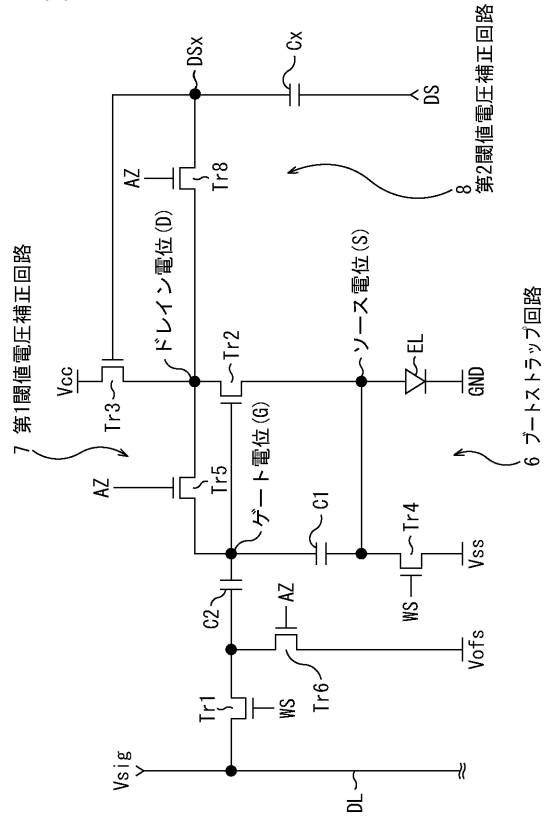 7 第1閾値電圧補正回路
Vcc
Tr3
AZ
Tr5
ドレイン電位(D)
AZ
Tr8
DSx
Cx
DS
8
第2閾値電圧補正回路
Vsig
Tr1
WS
C2
ゲート電位(G)
Tr2
AZ
Tr6
C1
ソース電位(S)
WS
Tr4
EL
DL
Vofs
Vss
GND
6 ブートストラップ回路